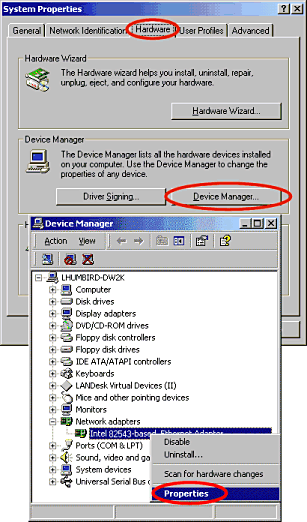 System Properties
General
Network Identification
Hardware
User Profiles
Advanced
Hardware Wizard
The Hardware wizard helps you install, uninstall, repair,
unplug, eject, and configure your hardware.
Hardware Wizard...
Device Manager
The Device Manager lists all the hardware devices installed
on your computer. Use the Device Manager to change the
properties of any device.
Driver Signing...
Device Manager...
H
Device Manager
Action View
LHUMBIRD-DW2K
Computer
Disk drives
Display adapters
DVD/CD-ROM drives
Floppy disk controllers
Floppy disk drives
IDE ATA/ATAPI controllers
Keyboards
LANDesk Virtual Devices (II)
Mice and other pointing devices
Monitors
Network adapters
Intel 82543-based Ethernet Adapter
Ports (COM & LPT)
Sound, video and ga
System devices
Universal Serial Bus c
Disable
Uninstall...
Scan for hardware changes
Properties